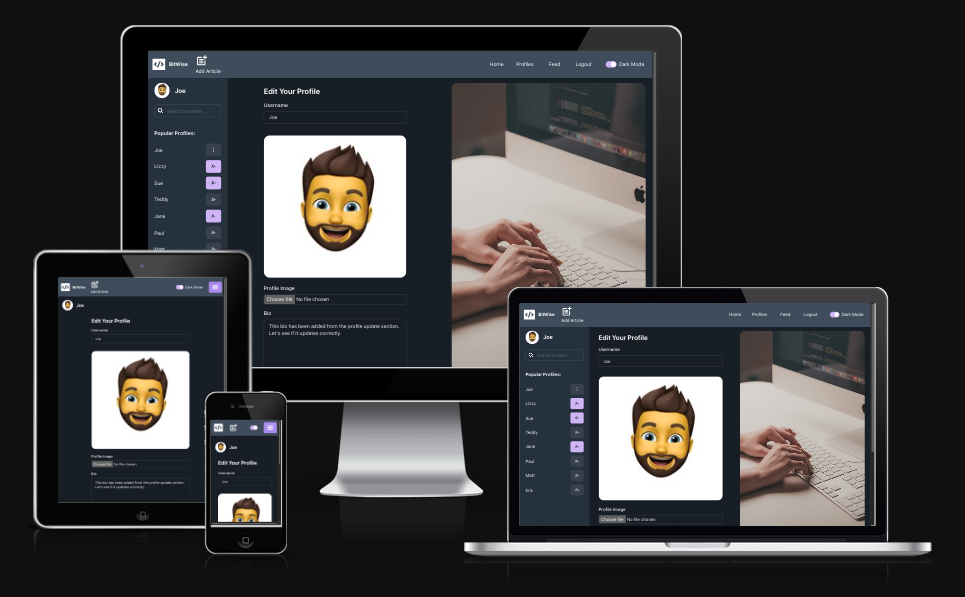 BitWise
Add Article
Home Profiles Feed Logout Dark Mode
Joe
Search profiles ...
Popular Profiles:
Joe
Lizzy
Sue
Teddy
Jane
Paul
Matt
Edit Your Profile
Username
Joe
Profile Image
Choose file No file chosen
Bio
This bio has been added from the profile update section.
Let's see if it updates correctly.
BitWise
Add Article
Dark Mode
Joe
Edit Your Profile
Username
Joe
Profile Image
Choose file No file chosen
Bio
This bio has been added from the profile update section.
Let's see if it updates correctly.
Joe
Edit Your Profile
Username
Joe
BitWise
Add Article
Home Profiles Feed Logout Dark Mode
Joe
Search profiles ...
Popular Profiles:
Joe
Lizzy
Sue
Teddy
Jane
Paul
Matt
Eric
Edit Your Profile
Username
Joe
Profile Image
Choose file No file chosen